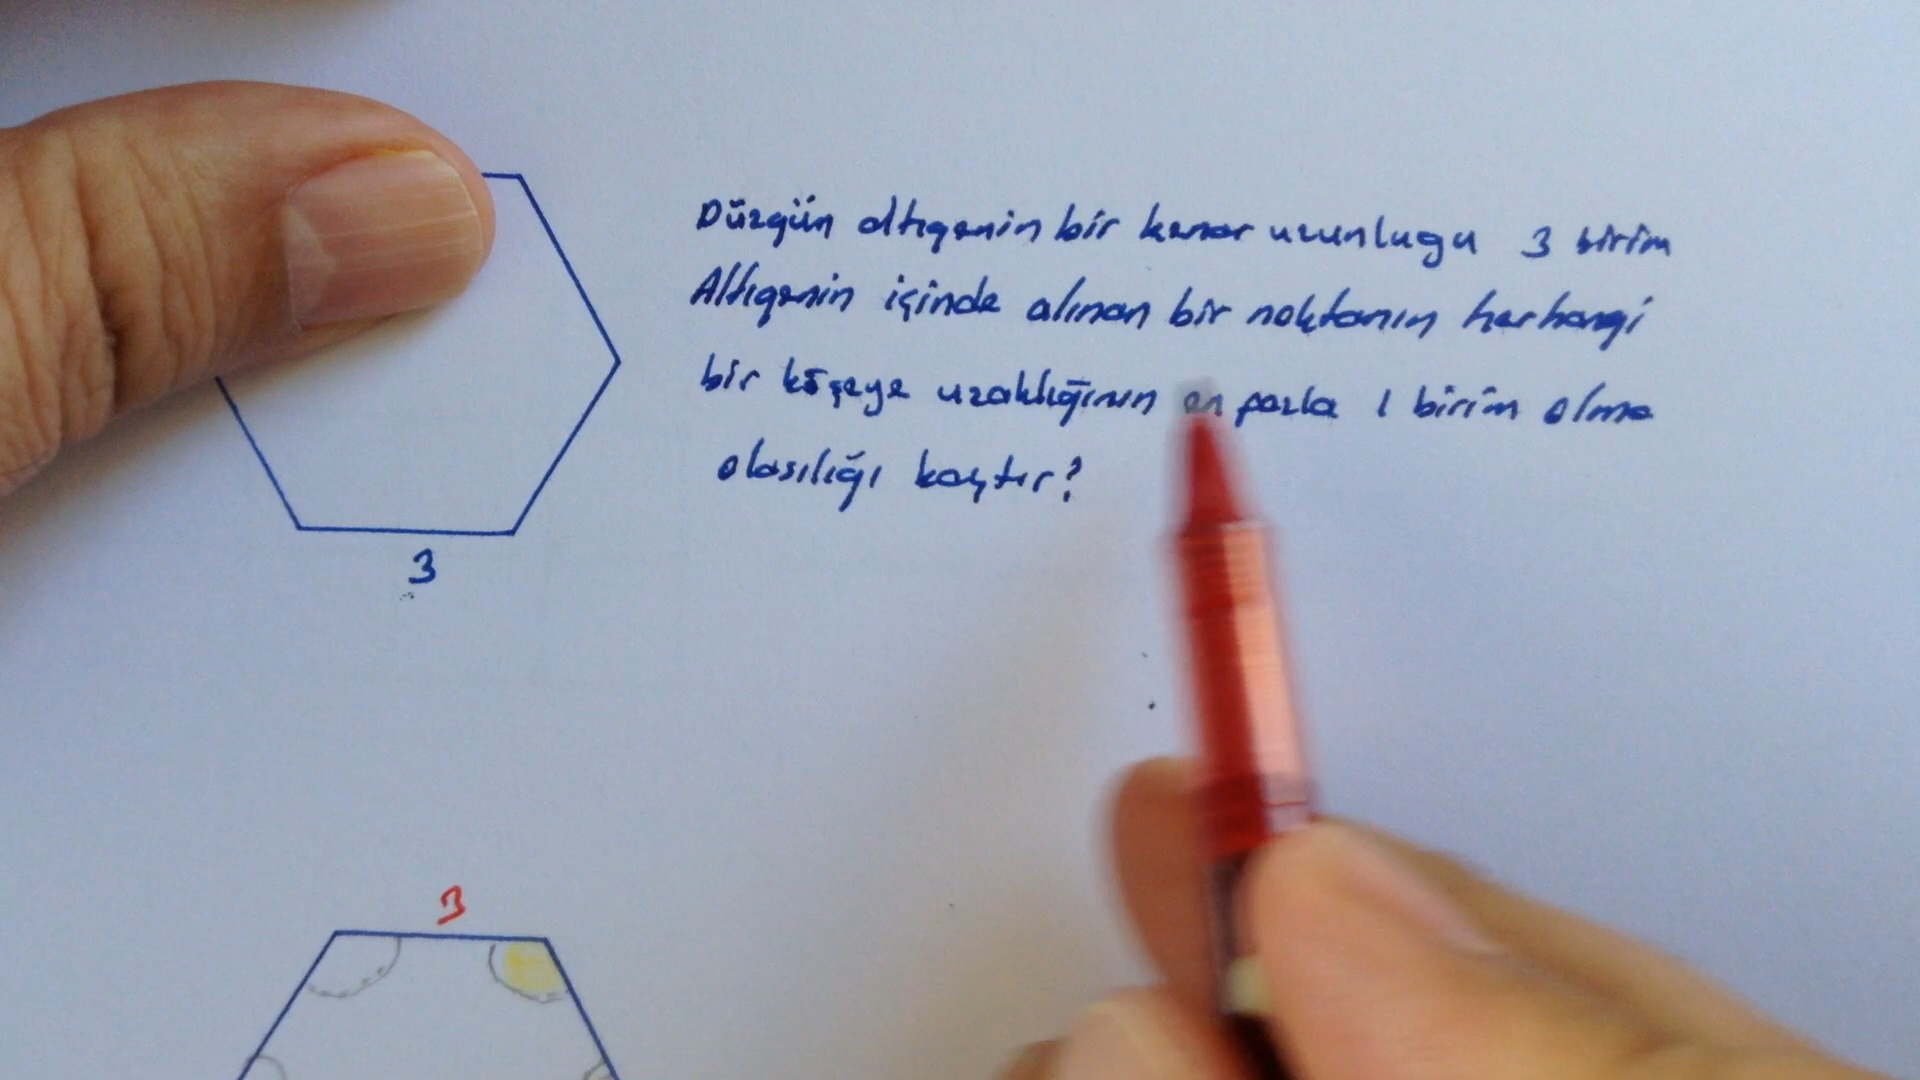 Düzgün altıgenin bir kenar uzunlugu 3 birim
Altıgenin içinde alınan bir noktanın herhangi
bir köşeye uzaklığının en fazla 1 birim olma
olasılığı kaçtır?
3
3